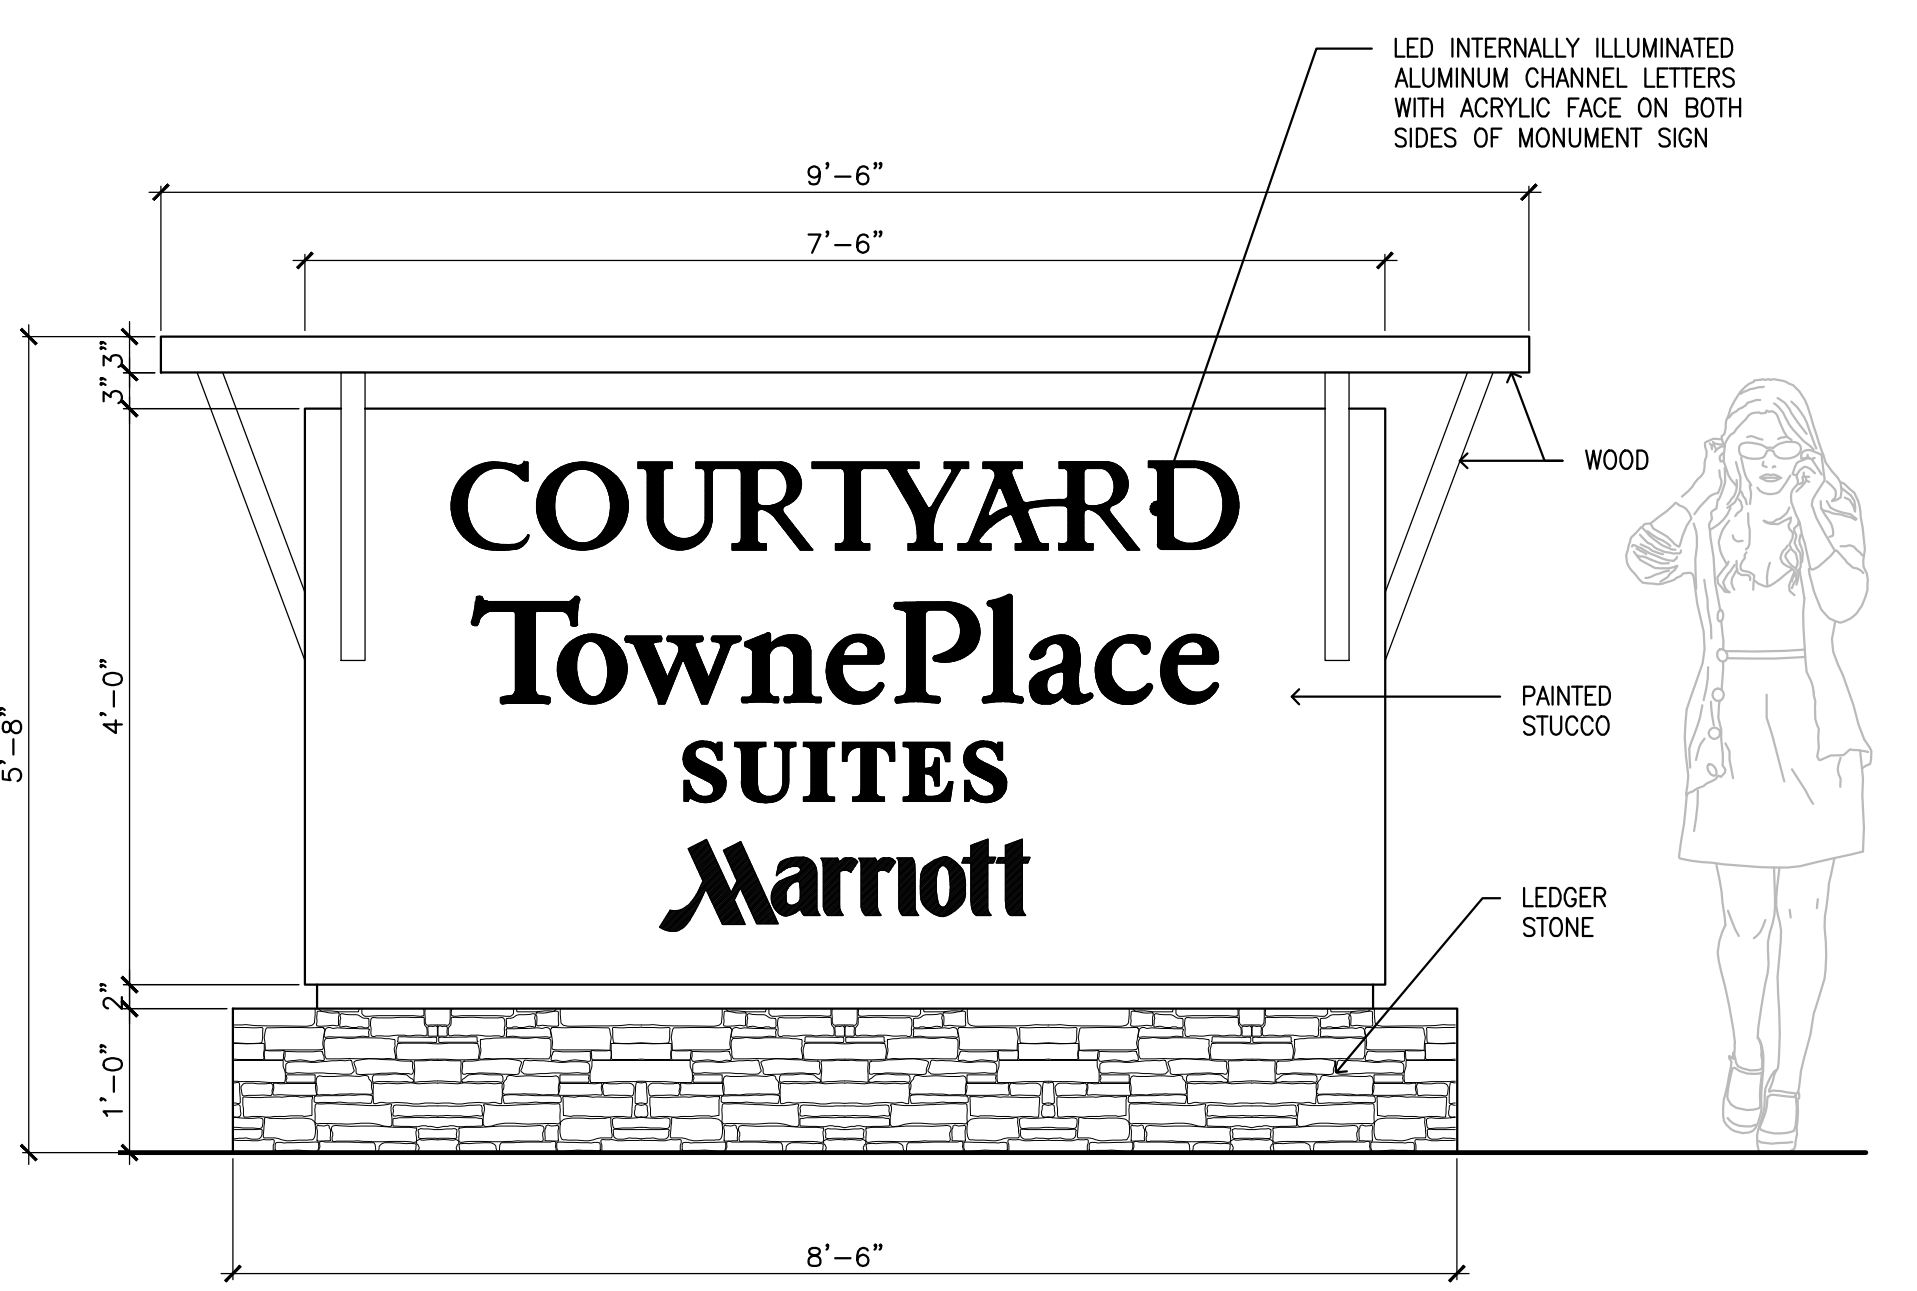 LED INTERNALLY ILLUMINATED
ALUMINUM CHANNEL LETTERS
WITH ACRYLIC FACE ON BOTH
SIDES OF MONUMENT SIGN
9'-6"
7'-6"
3"
3"
COURTYARD
WOOD
TownePlace
4'-0"
PAINTED
STUCCO
5'-8"
SUITES
Marriott
LEDGER
STONE
2"
1'-0"
8'-6"